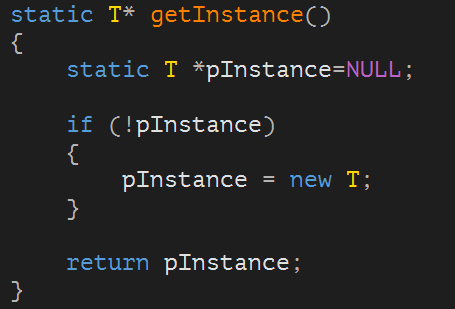 static T* getInstance()
{
    static T *pInstance=NULL;

    if (!pInstance)
    {
        pInstance = new T;
    }

    return pInstance;
}